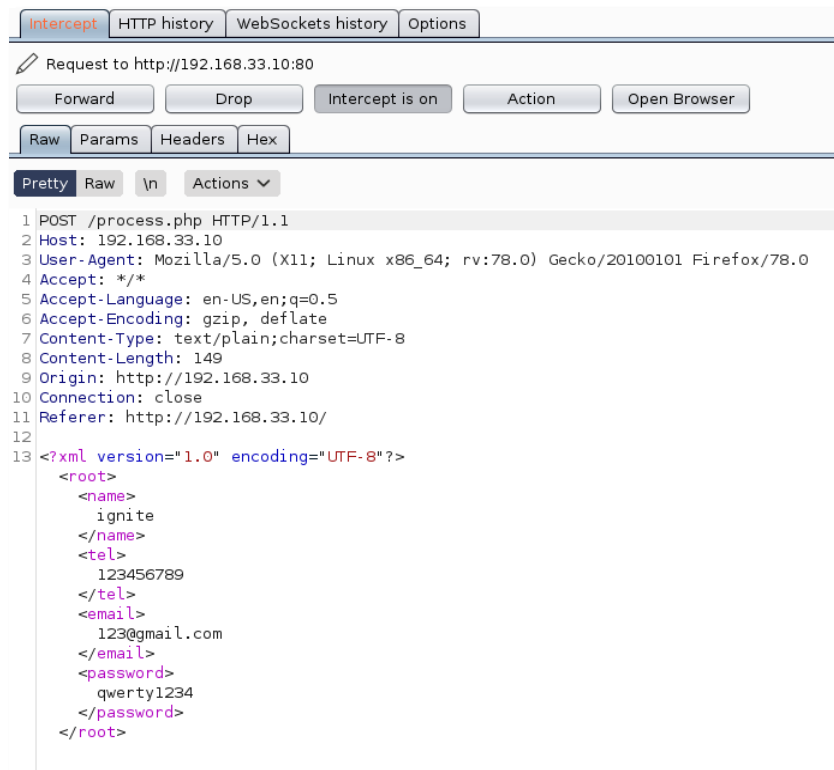 Intercept HTTP history WebSockets history Options
Request to http://192.168.33.10:80
Forward Drop Intercept is on Action Open Browser
Raw Params Headers Hex
Pretty Raw \n Actions
1 POST /process.php HTTP/1.1
2 Host: 192.168.33.10
3 User-Agent: Mozilla/5.0 (X11; Linux x86_64; rv:78.0) Gecko/20100101 Firefox/78.0
4 Accept: */*
5 Accept-Language: en-US,en;q=0.5
6 Accept-Encoding: gzip, deflate
7 Content-Type: text/plain;charset=UTF-8
8 Content-Length: 149
9 Origin: http://192.168.33.10
10 Connection: close
11 Referer: http://192.168.33.10/
12
13 <?xml version="1.0" encoding="UTF-8"?>
<root>
<name>
ignite
</name>
<tel>
123456789
</tel>
<email>
123@gmail.com
</email>
<password>
qwerty1234
</password>
</root>